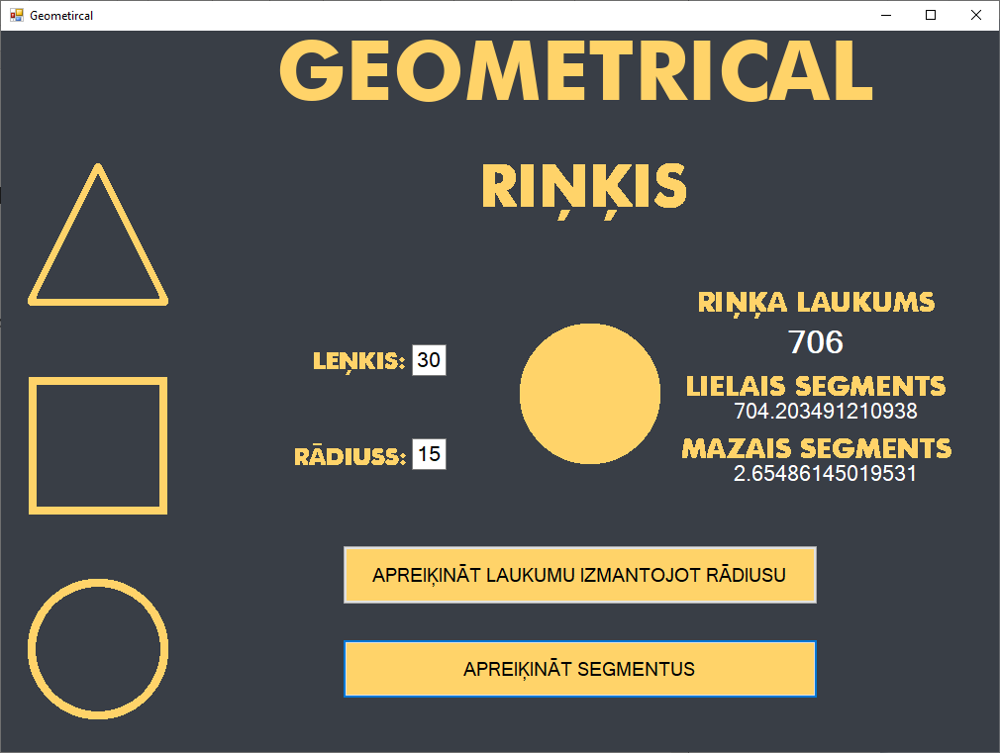 Geometircal
GEOMETRICAL
RIŅĶIS
RIŅĶA LAUKUMS
706
LEŅKIS: 30
LIELAIS SEGMENTS
704.203491210938
MAZAIS SEGMENTS
RĀDIUSS: 15
2.65486145019531
APREIĶINĀT LAUKUMU IZMANTOJOT RĀDIUSU
APREIĶINĀT SEGMENTUS